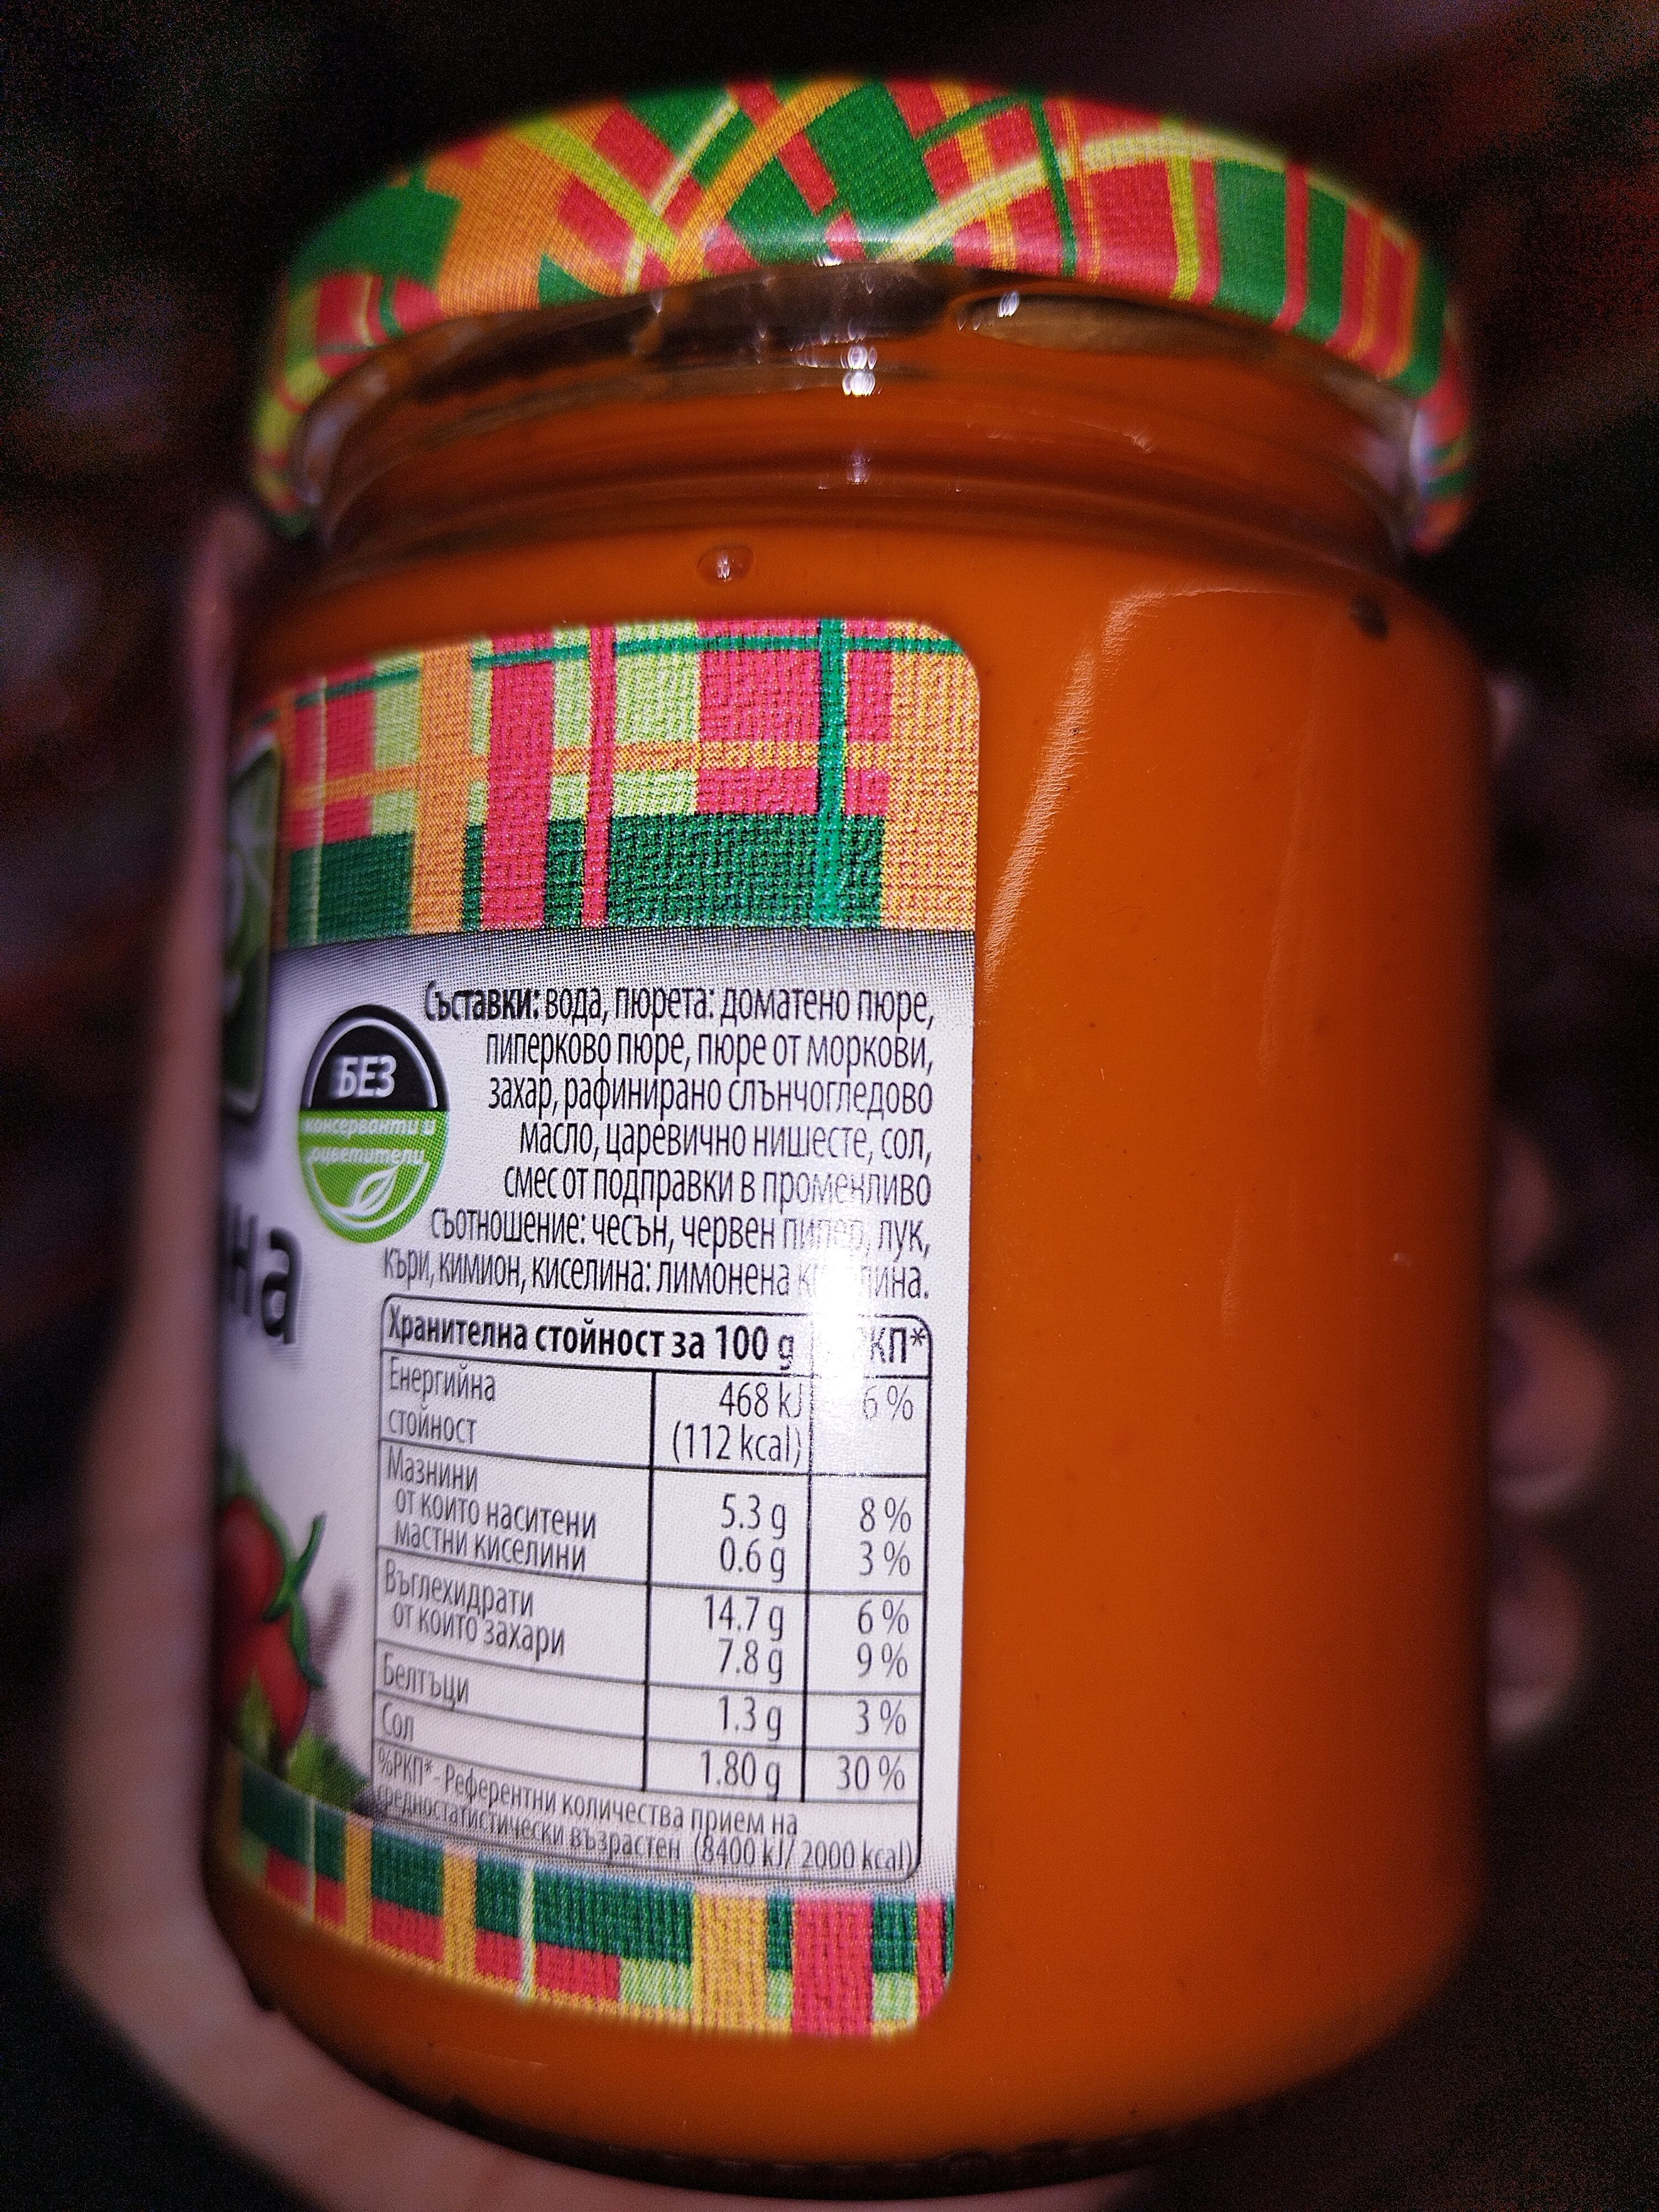 Съставки: вода, пюрета: доматено пюре,
пиперково пюре, пюре от моркови,
захар, рафинирано слънчогледово
масло, царевично нишесте, сол,
смес от подправки в променливо
съотношение: чесън, червен пипер, лук,
къри, кимион, киселина: лимонена киселина.
БЕЗ
консерванти и
оцветители
на
Хранителна стойност за 100 g КП*
Енергийна 468 kJ 6 %
стойност (112 kcal)
Мазнини 5.3 g 8 %
от които наситени
мастни киселини 0.6 g 3 %
Въглехидрати 14.7 g 6 %
от които захари 7.8 g 9 %
Белтъци 1.3 g 3 %
Сол 1.80 g 30 %
%РКП* - Референтни количества прием на
средностатистически възрастен (8400 kJ/ 2000 kcal)